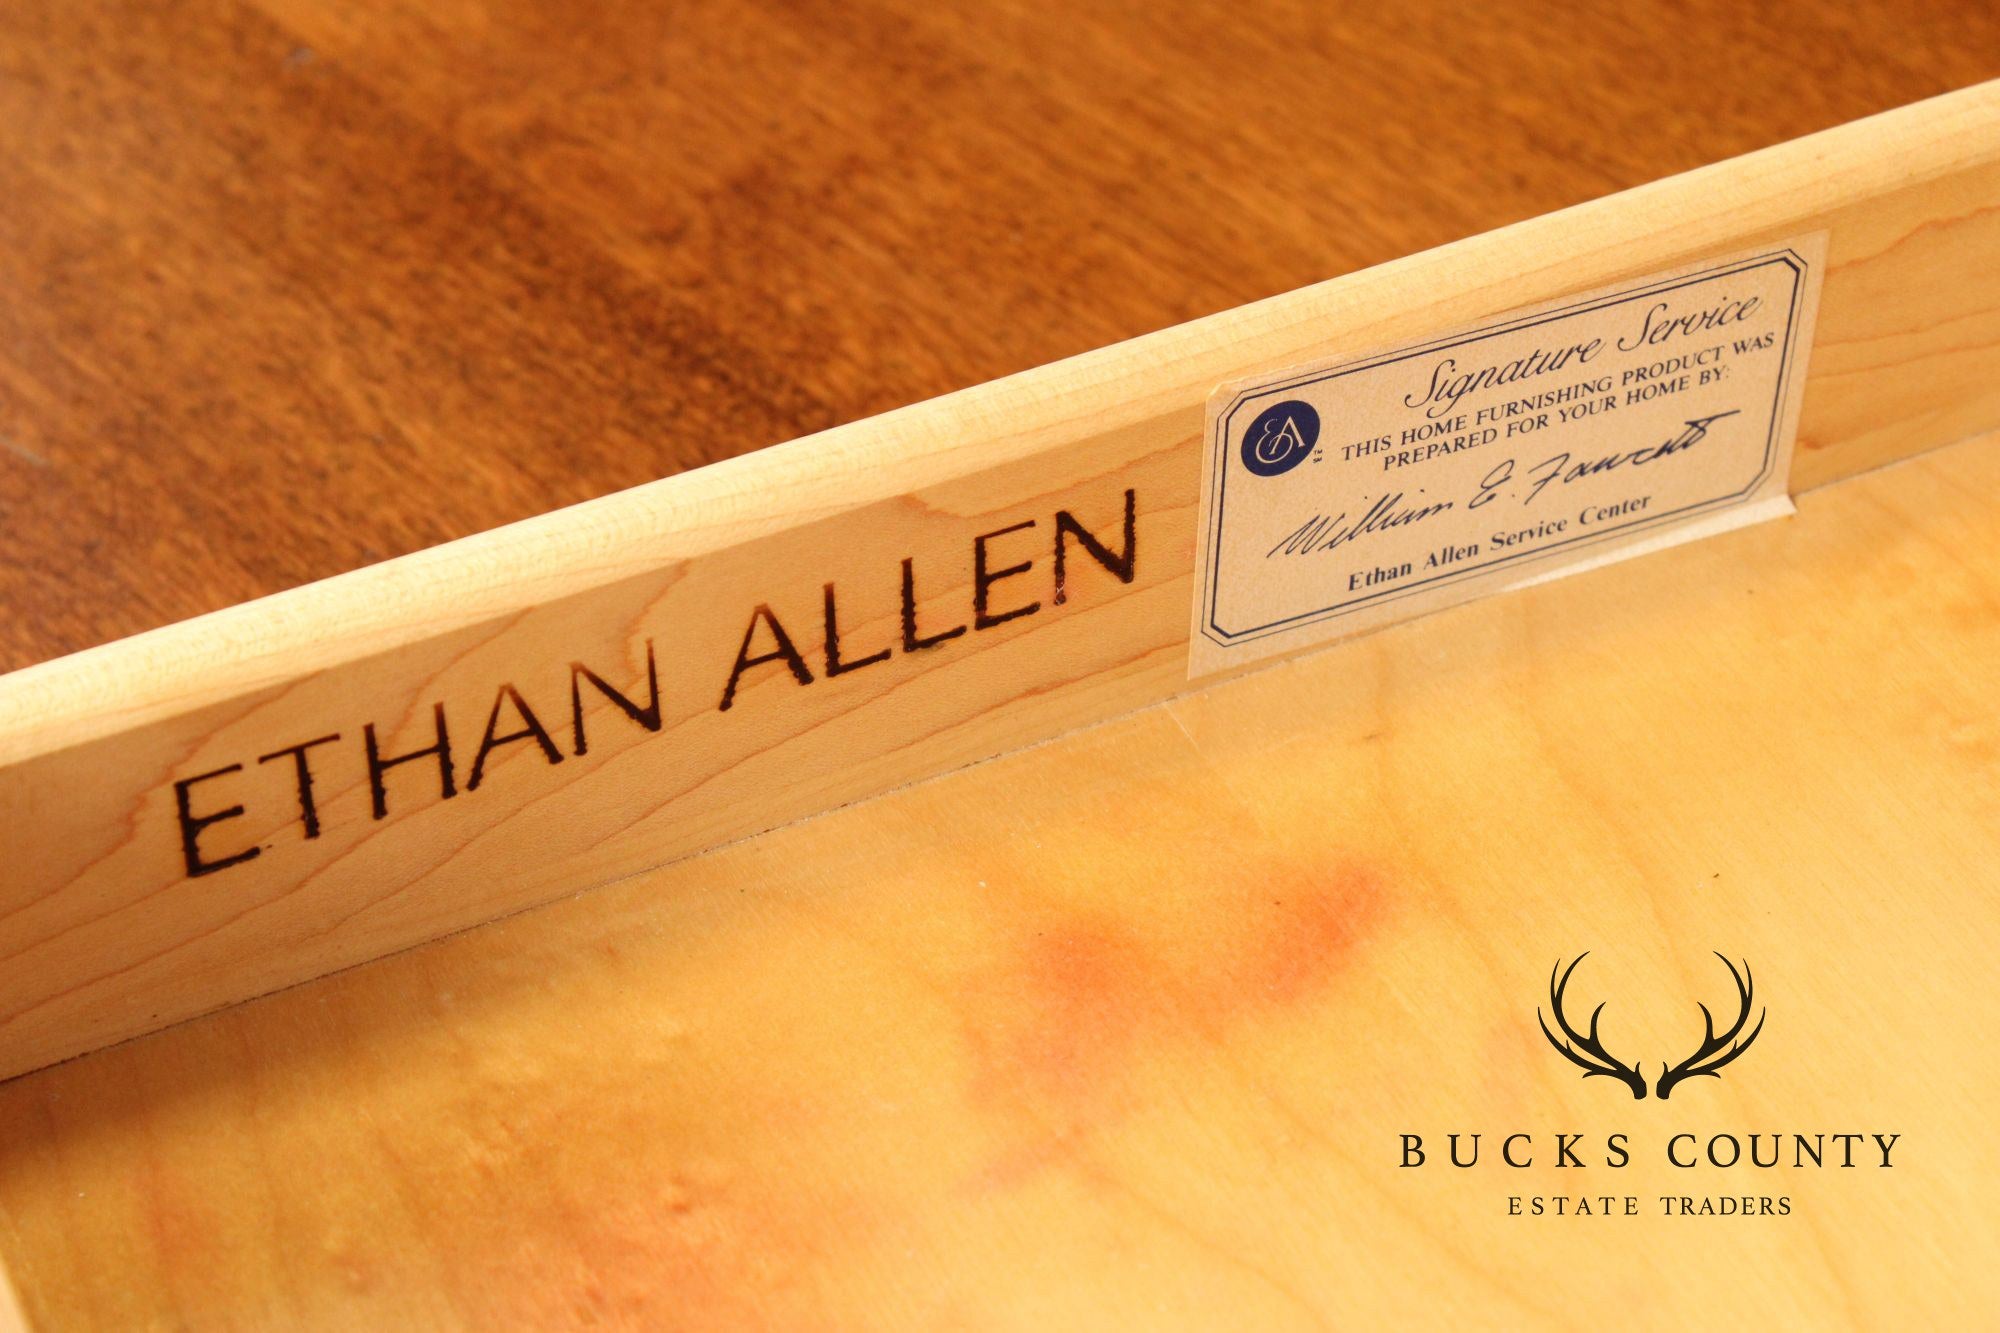 ETHAN ALLEN
Signature Service
EA
THIS HOME FURNISHING PRODUCT WAS
PREPARED FOR YOUR HOME BY:
William E. Fawcett
Ethan Allen Service Center
BUCKS COUNTY
ESTATE TRADERS